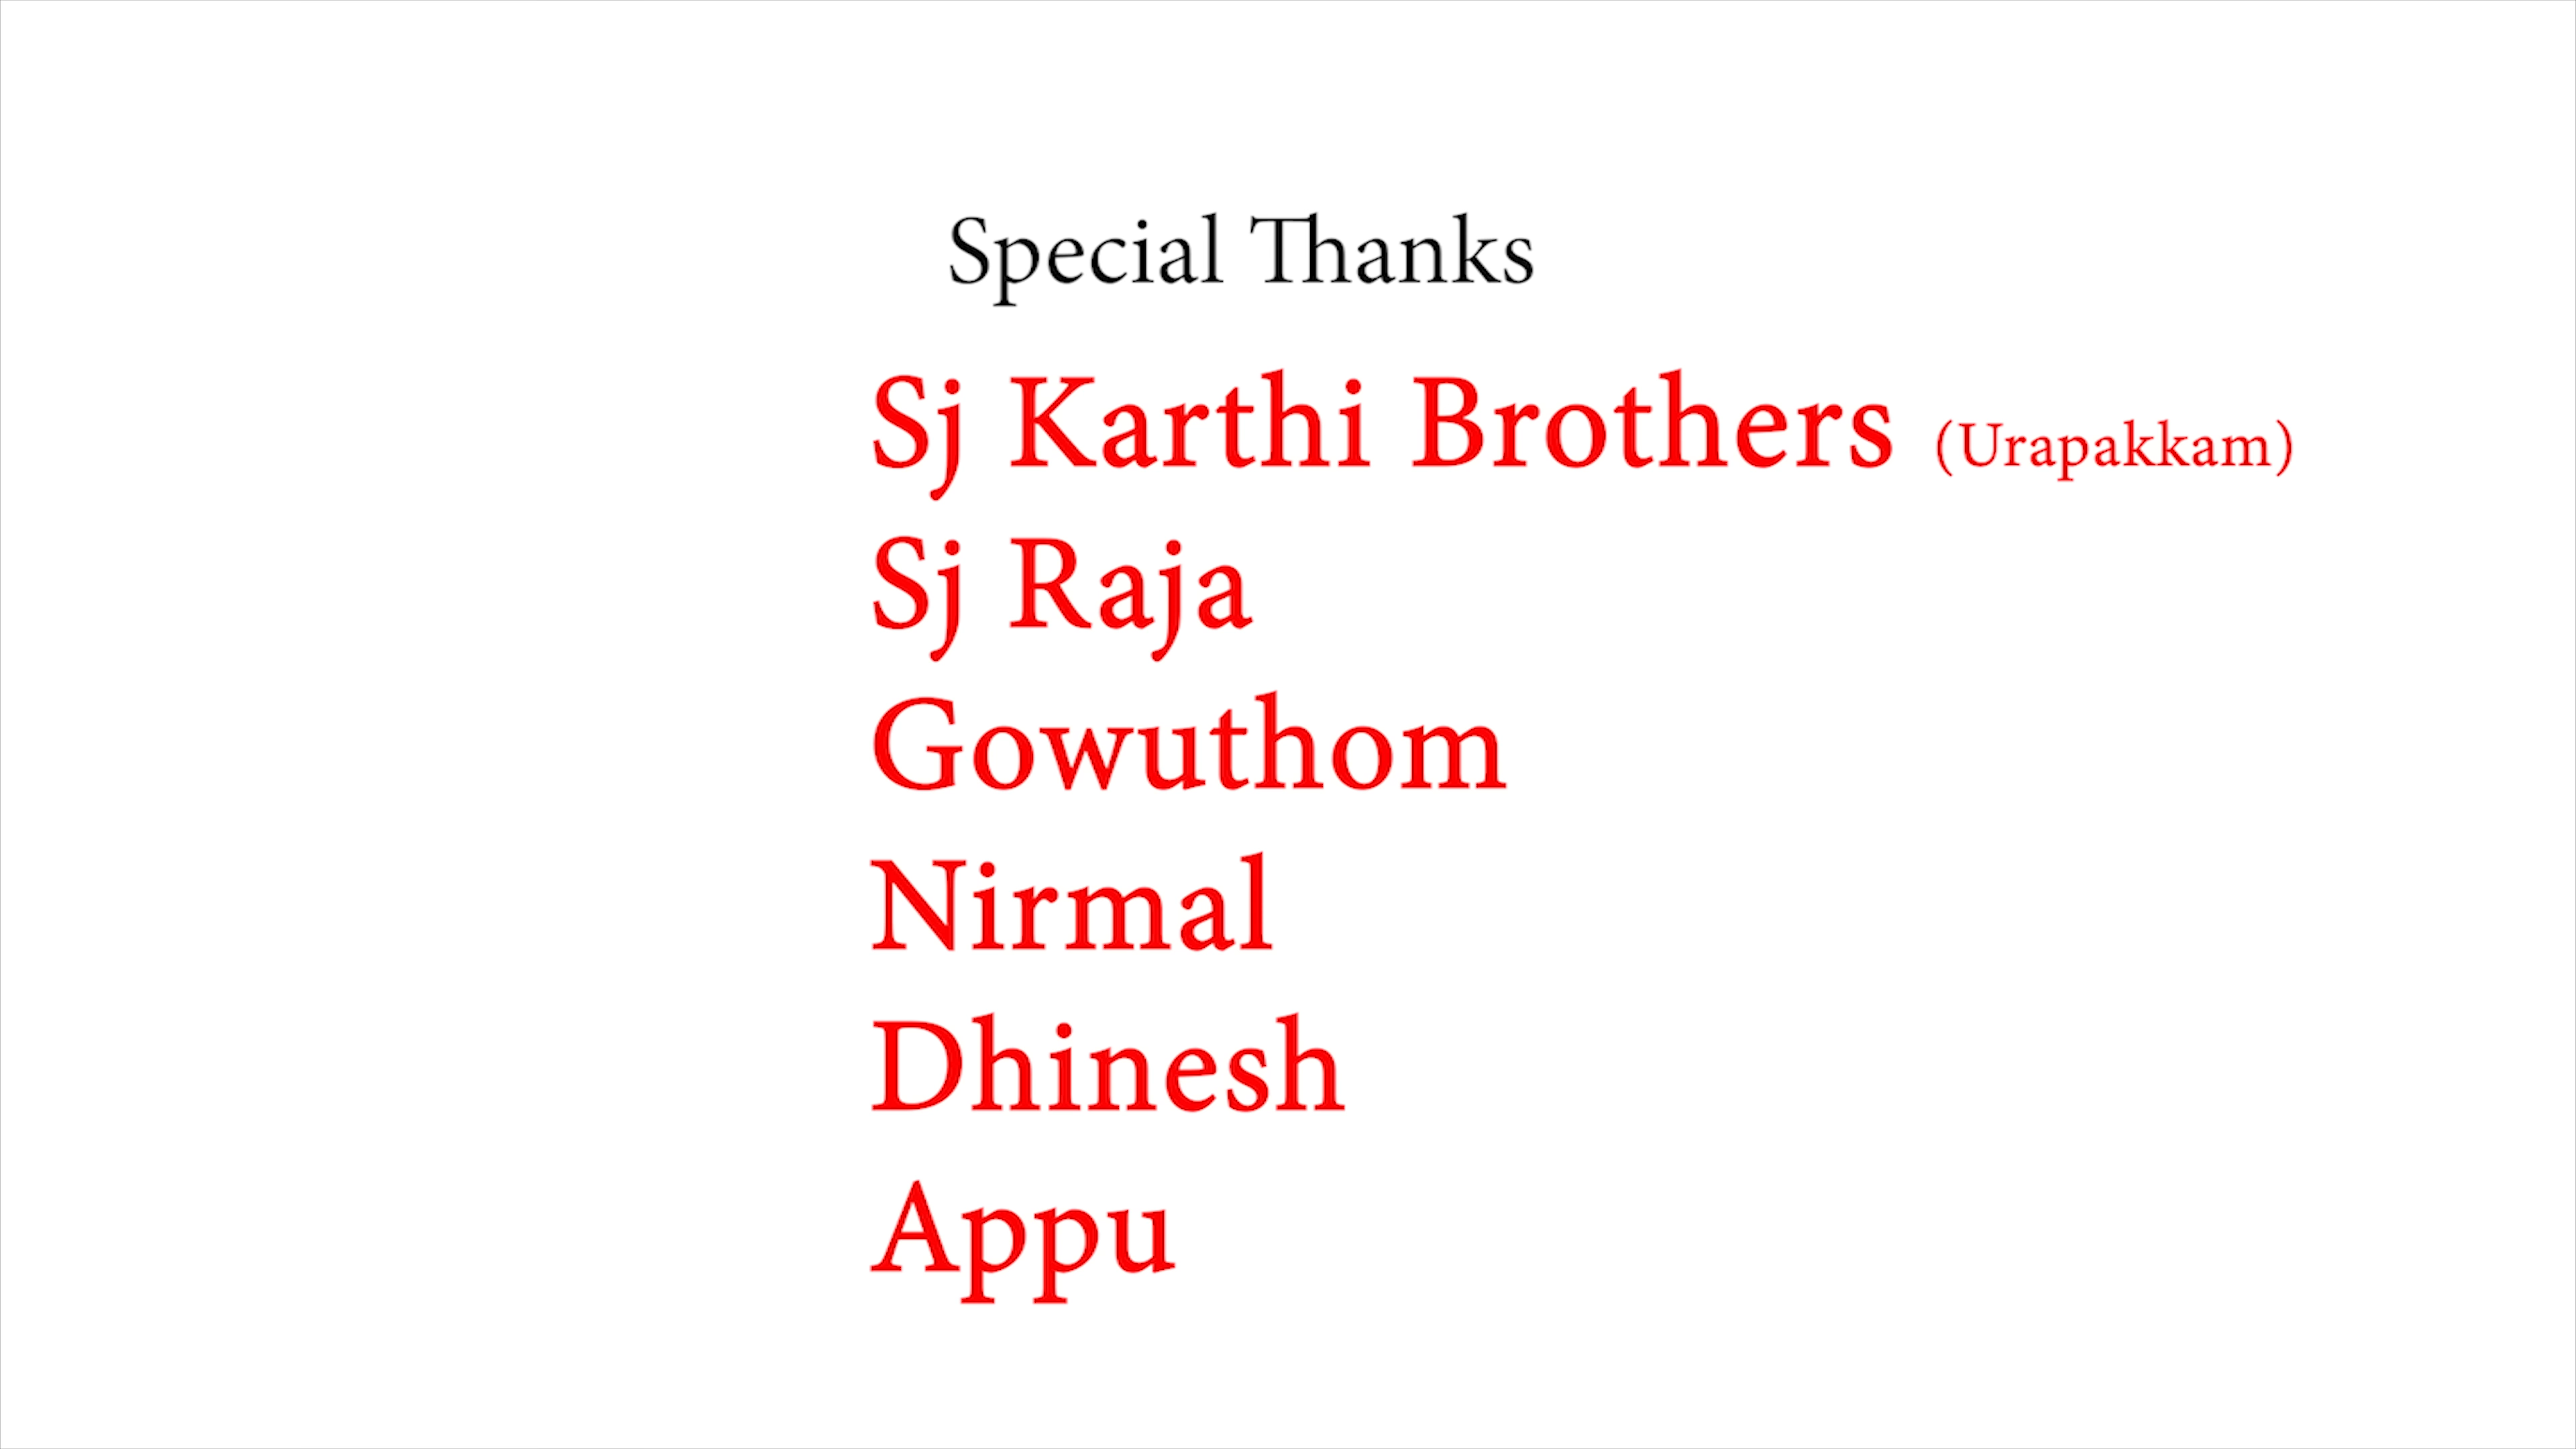 Special Thanks
Sj Karthi Brothers (Urapakkam)
Sj Raja
Gowuthom
Nirmal
Dhinesh
Appu